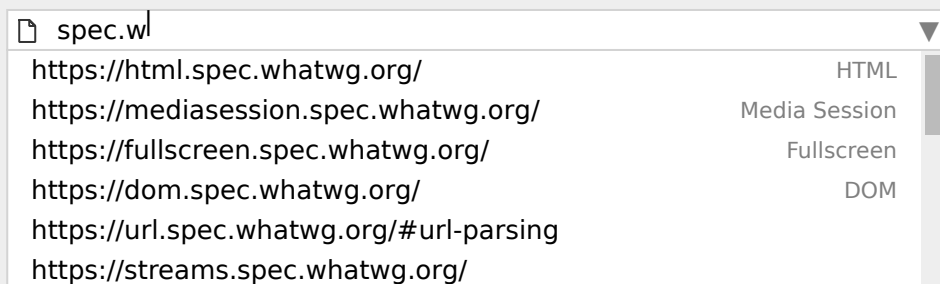 spec.w
https://html.spec.whatwg.org/ HTML
https://mediasession.spec.whatwg.org/ Media Session
https://fullscreen.spec.whatwg.org/ Fullscreen
https://dom.spec.whatwg.org/ DOM
https://url.spec.whatwg.org/#url-parsing
https://streams.spec.whatwg.org/